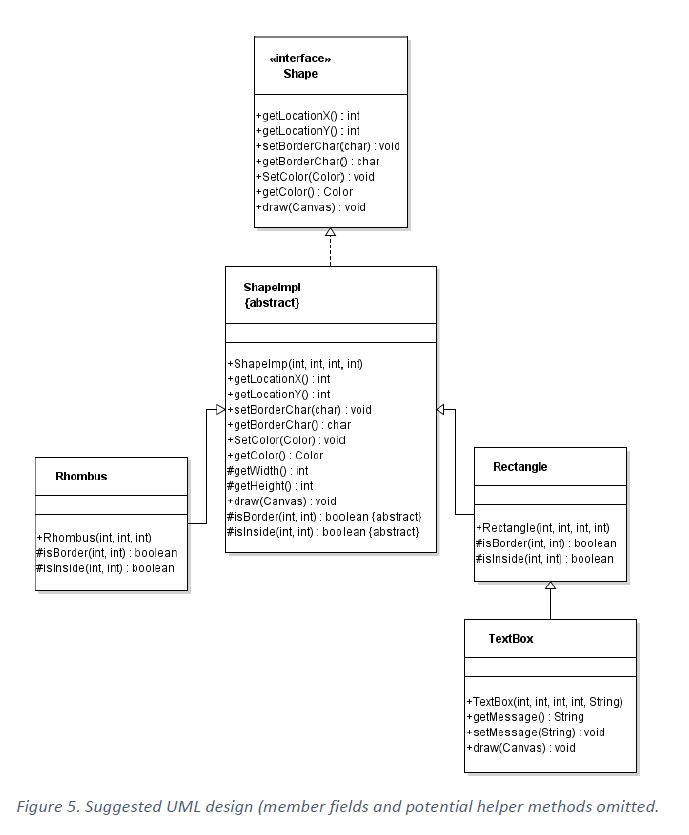 «interface»
Shape
+getLocationX() : int
+getLocationY() : int
+setBorderChar(char) : void
+getBorderChar() : char
+SetColor(Color) : void
+getColor() : Color
+draw(Canvas) : void
ShapeImpl
{abstract}
+ShapeImp(int, int, int, int)
+getLocationX() : int
+getLocationY() : int
+setBorderChar(char) : void
+getBorderChar() : char
+SetColor(Color) : void
+getColor() : Color
#getWidth() : int
#getHeight() : int
+draw(Canvas) : void
#isBorder(int, int) : boolean {abstract}
#isInside(int, int) : boolean {abstract}
Rhombus
+Rhombus(int, int, int)
#isBorder(int, int) : boolean
#isInside(int, int) : boolean
Rectangle
+Rectangle(int, int, int, int)
#isBorder(int, int) : boolean
#isInside(int, int) : boolean
TextBox
+TextBox(int, int, int, int, String)
+getMessage() : String
+setMessage(String) : void
+draw(Canvas) : void
Figure 5. Suggested UML design (member fields and potential helper methods omitted.